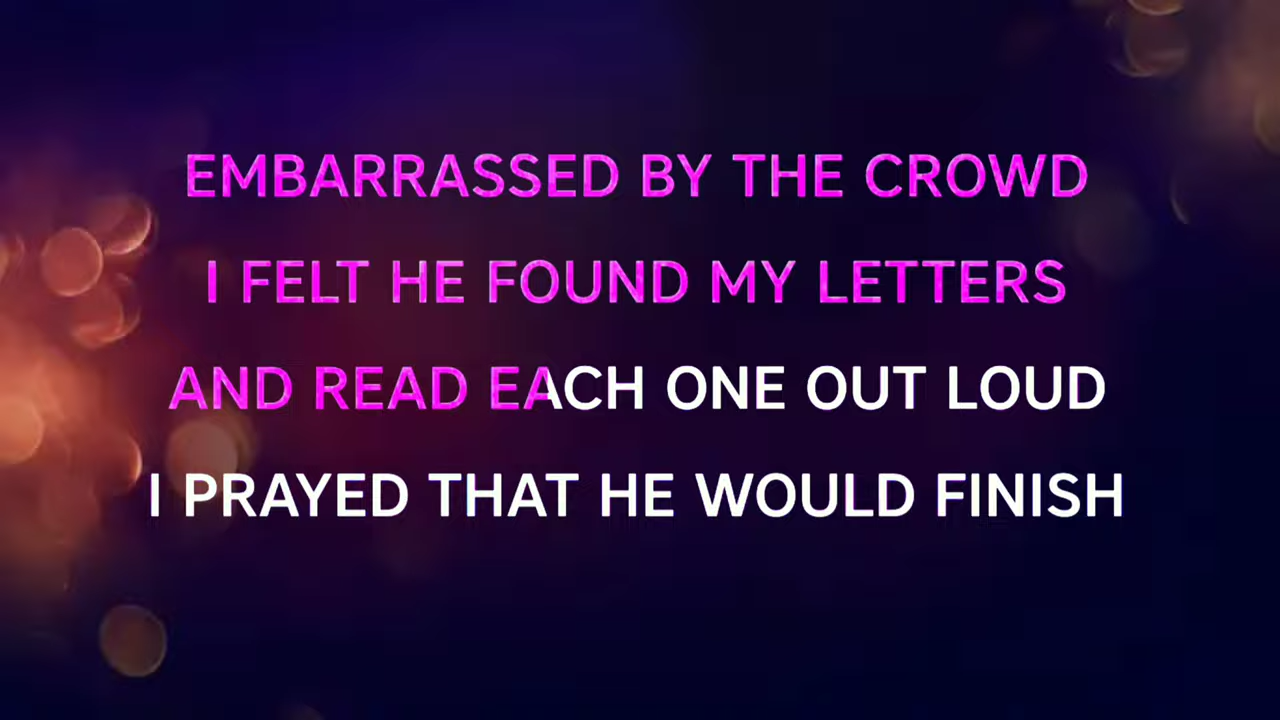 EMBARRASSED BY THE CROWD
I FELT HE FOUND MY LETTERS
AND READ EACH ONE OUT LOUD
I PRAYED THAT HE WOULD FINISH